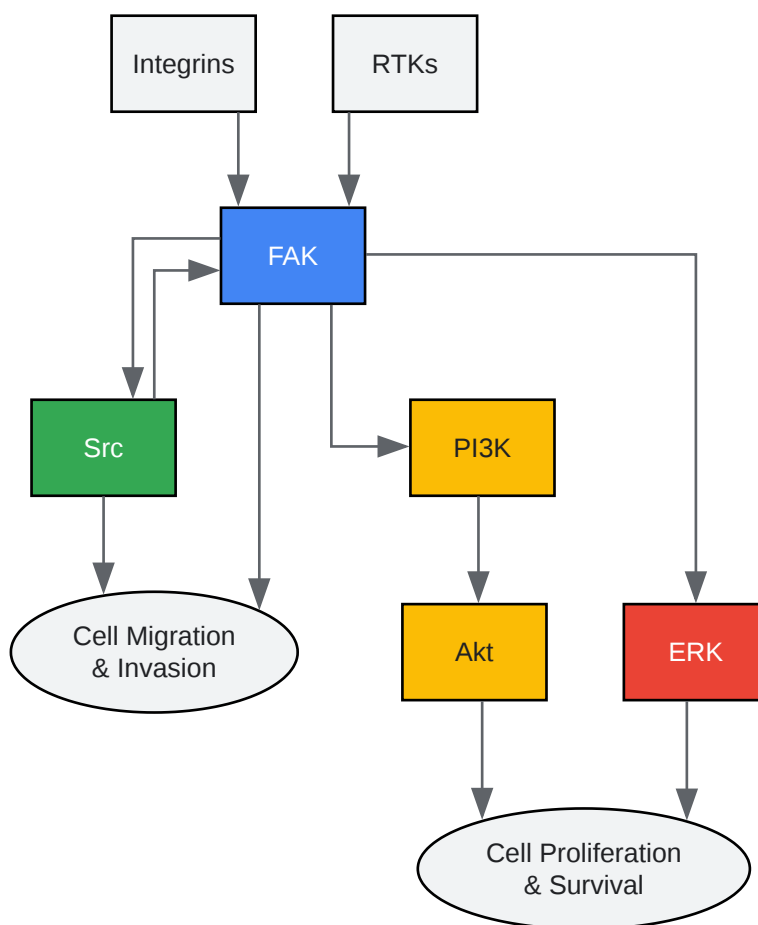 Integrins
RTKs
FAK
Src
PI3K
Cell Migration
& Invasion
Akt
ERK
Cell Proliferation
& Survival